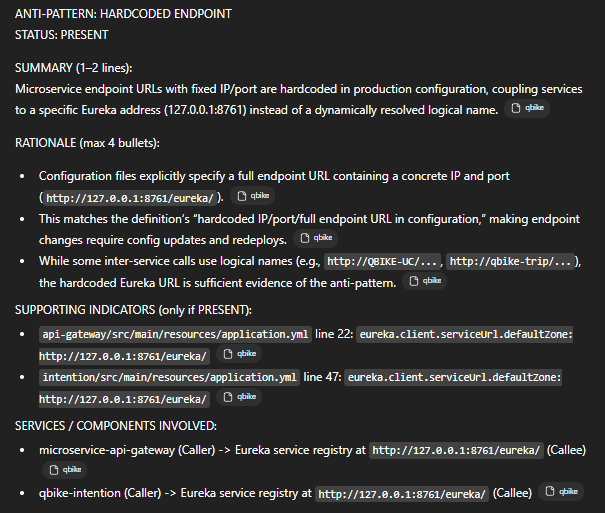 ANTI-PATTERN: HARDCODED ENDPOINT
STATUS: PRESENT
SUMMARY (1–2 lines):
Microservice endpoint URLs with fixed IP/port are hardcoded in production configuration, coupling services
to a specific Eureka address (127.0.0.1:8761) instead of a dynamically resolved logical name. qbike
RATIONALE (max 4 bullets):
• Configuration files explicitly specify a full endpoint URL containing a concrete IP and port
( http://127.0.0.1:8761/eureka/ ). qbike
• This matches the definition’s “hardcoded IP/port/full endpoint URL in configuration,” making endpoint
changes require config updates and redeploys. qbike
• While some inter-service calls use logical names (e.g., http://QBIKE-UC/... , http://qbike-trip/... ),
the hardcoded Eureka URL is sufficient evidence of the anti-pattern. qbike
SUPPORTING INDICATORS (only if PRESENT):
• api-gateway/src/main/resources/application.yml line 22: eureka.client.serviceUrl.defaultZone:
http://127.0.0.1:8761/eureka/ qbike
• intention/src/main/resources/application.yml line 47: eureka.client.serviceUrl.defaultZone:
http://127.0.0.1:8761/eureka/ qbike
SERVICES / COMPONENTS INVOLVED:
• microservice-api-gateway (Caller) -> Eureka service registry at http://127.0.0.1:8761/eureka/ (Callee)
qbike
• qbike-intention (Caller) -> Eureka service registry at http://127.0.0.1:8761/eureka/ (Callee) qbike